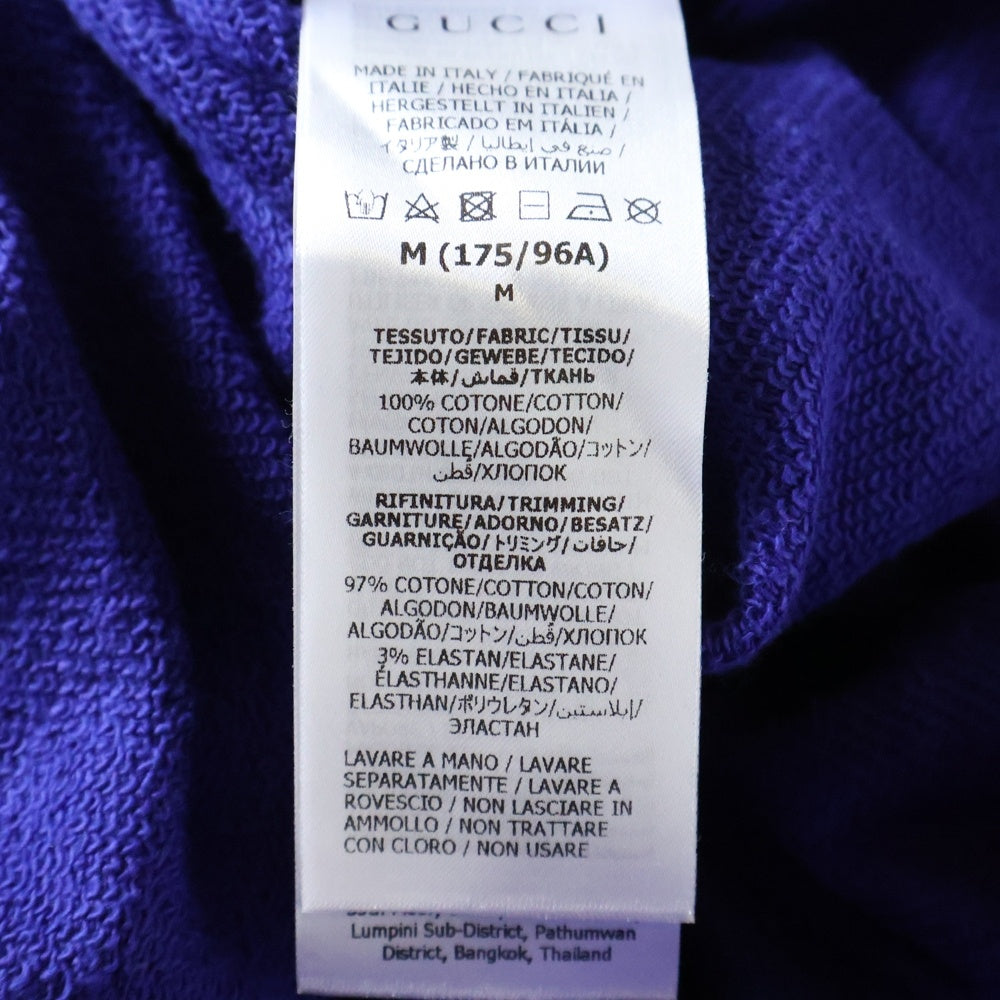 GUCCI
MADE IN ITALY / FABRIQUÉ EN
ITALIE / HECHO EN ITALIA /
HERGESTELLT IN ITALIEN /
FABRICADO EM ITÁLIA /
イタリア製 / صنع في إيطاليا /
СДЕЛАНО В ИТАЛИИ
M (175/96A)
M
TESSUTO/FABRIC/TISSU/
TEJIDO/GEWEBE/TECIDO/
本体/قماش/ТКАНЬ
100% COTONE/COTTON/
COTON/ALGODON/
BAUMWOLLE/ALGODÃO/コットン/
قطن/ХЛОПОК
RIFINITURA/TRIMMING/
GARNITURE/ADORNO/BESATZ/
GUARNIÇÃO/トリミング/حافات/
ОТДЕЛКА
97% COTONE/COTTON/COTON/
ALGODON/BAUMWOLLE/
ALGODÃO/コットン/قطن/ХЛОПОК
3% ELASTAN/ELASTANE/
ÉLASTHANNE/ELASTANO/
ELASTHAN/ポリウレタン/إيلاستين/
ЭЛАСТАН
LAVARE A MANO / LAVARE
SEPARATAMENTE / LAVARE A
ROVESCIO / NON LASCIARE IN
AMMOLLO / NON TRATTARE
CON CLORO / NON USARE
Lumpini Sub-District, Pathumwan
District, Bangkok, Thailand